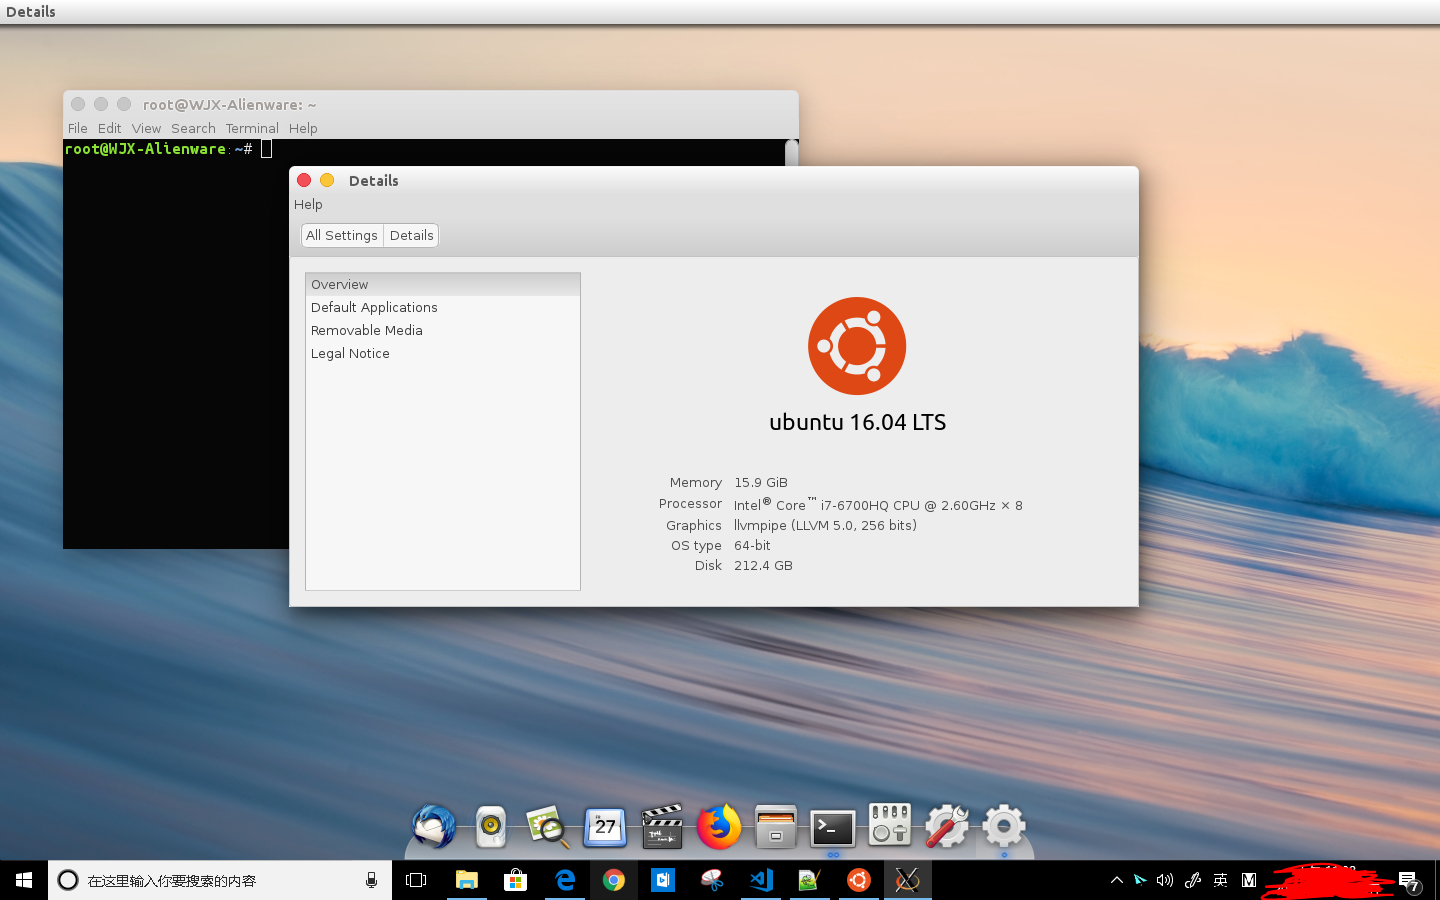 Details
root@WJX-Alienware: ~
File Edit View Search Terminal Help
root@WJX-Alienware:~#
Details
Help
All Settings Details
Overview
Default Applications
Removable Media
Legal Notice
ubuntu 16.04 LTS
Memory 15.9 GiB
Processor Intel® Core™ i7-6700HQ CPU @ 2.60GHz × 8
Graphics llvmpipe (LLVM 5.0, 256 bits)
OS type 64-bit
Disk 212.4 GB
27
>_
在这里输入你要搜索的内容
英
M
7